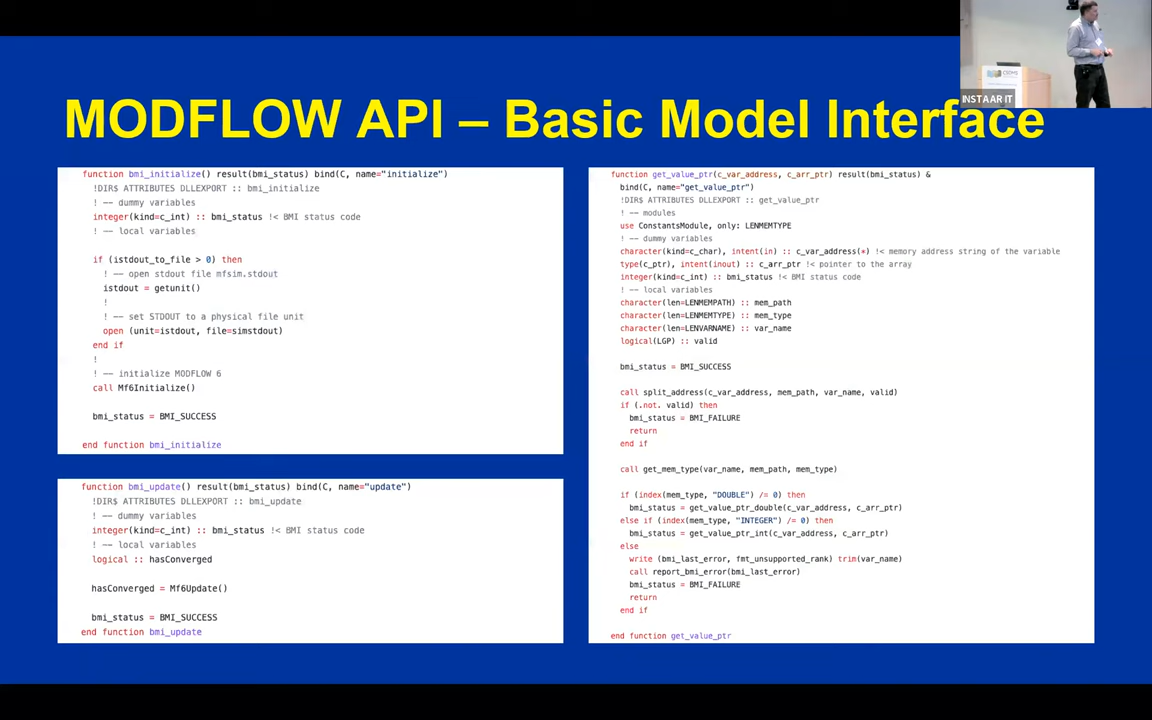 MODFLOW API – Basic Model Interface
INSTAAR IT
function bmi_initialize() result(bmi_status) bind(C, name="initialize")
!DIR$ ATTRIBUTES DLLEXPORT :: bmi_initialize
! -- dummy variables
integer(kind=c_int) :: bmi_status !< BMI status code
! -- local variables
if (istdout_to_file > 0) then
! -- open stdout file mfsim.stdout
istdout = getunit()
!
! -- set STDOUT to a physical file unit
open (unit=istdout, file=simstdout)
end if
!
! -- initialize MODFLOW 6
call Mf6Initialize()
bmi_status = BMI_SUCCESS
end function bmi_initialize
function bmi_update() result(bmi_status) bind(C, name="update")
!DIR$ ATTRIBUTES DLLEXPORT :: bmi_update
! -- dummy variables
integer(kind=c_int) :: bmi_status !< BMI status code
! -- local variables
logical :: hasConverged
hasConverged = Mf6Update()
bmi_status = BMI_SUCCESS
end function bmi_update
function get_value_ptr(c_var_address, c_arr_ptr) result(bmi_status) &
bind(C, name="get_value_ptr")
!DIR$ ATTRIBUTES DLLEXPORT :: get_value_ptr
! -- modules
use ConstantsModule, only: LENMEMTYPE
! -- dummy variables
character(kind=c_char), intent(in) :: c_var_address(*) !< memory address string of the variable
type(c_ptr), intent(inout) :: c_arr_ptr !< pointer to the array
integer(kind=c_int) :: bmi_status !< BMI status code
! -- local variables
character(len=LENMEMPATH) :: mem_path
character(len=LENMEMTYPE) :: mem_type
character(len=LENVARNAME) :: var_name
logical(LGP) :: valid
bmi_status = BMI_SUCCESS
call split_address(c_var_address, mem_path, var_name, valid)
if (.not. valid) then
bmi_status = BMI_FAILURE
return
end if
call get_mem_type(var_name, mem_path, mem_type)
if (index(mem_type, "DOUBLE") /= 0) then
bmi_status = get_value_ptr_double(c_var_address, c_arr_ptr)
else if (index(mem_type, "INTEGER") /= 0) then
bmi_status = get_value_ptr_int(c_var_address, c_arr_ptr)
else
write (bmi_last_error, fmt_unsupported_rank) trim(var_name)
call report_bmi_error(bmi_last_error)
bmi_status = BMI_FAILURE
return
end if
end function get_value_ptr